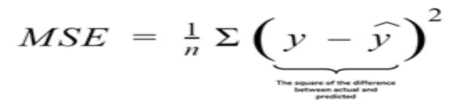 MSE = 1/n Σ (y − ŷ)²
The square of the difference
between actual and
predicted